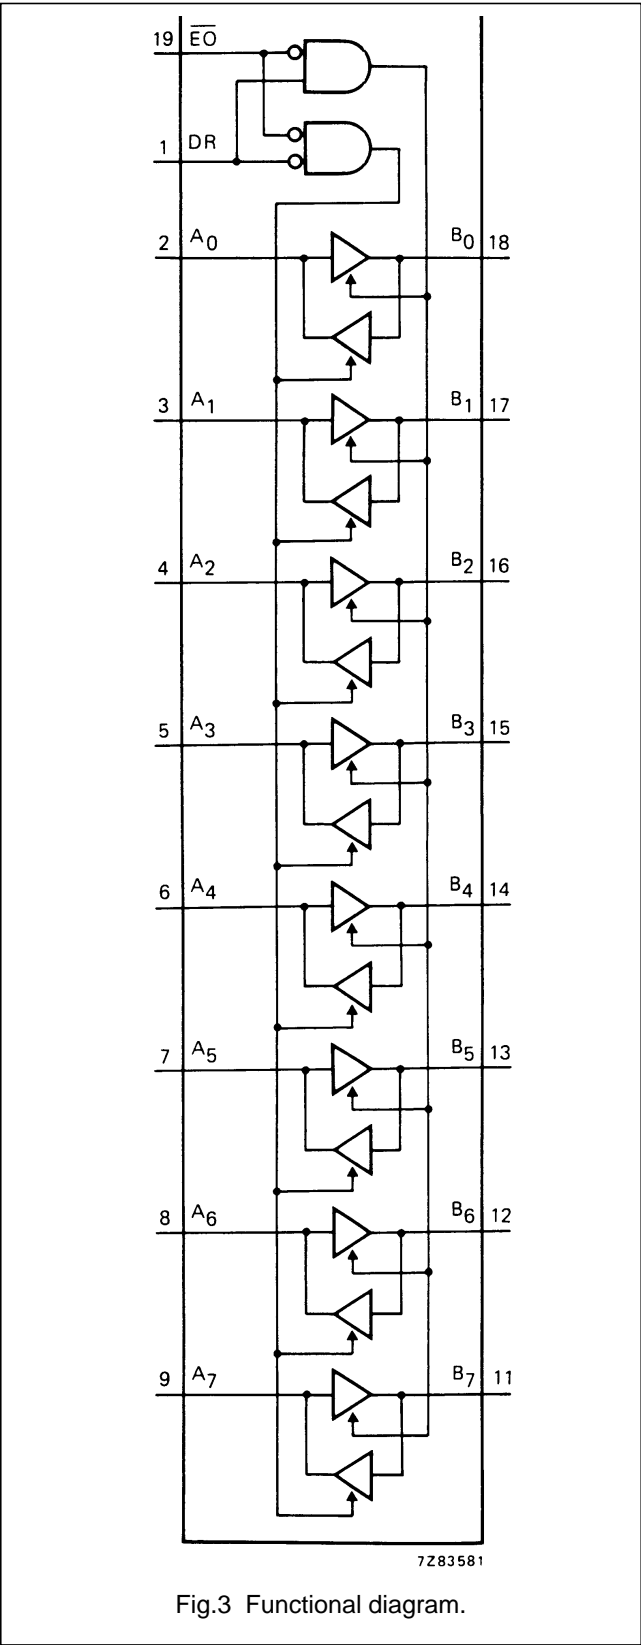 19 E̅O̅
1 DR
2 A0 B0 18
3 A1 B1 17
4 A2 B2 16
5 A3 B3 15
6 A4 B4 14
7 A5 B5 13
8 A6 B6 12
9 A7 B7 11
7Z83581
Fig.3 Functional diagram.